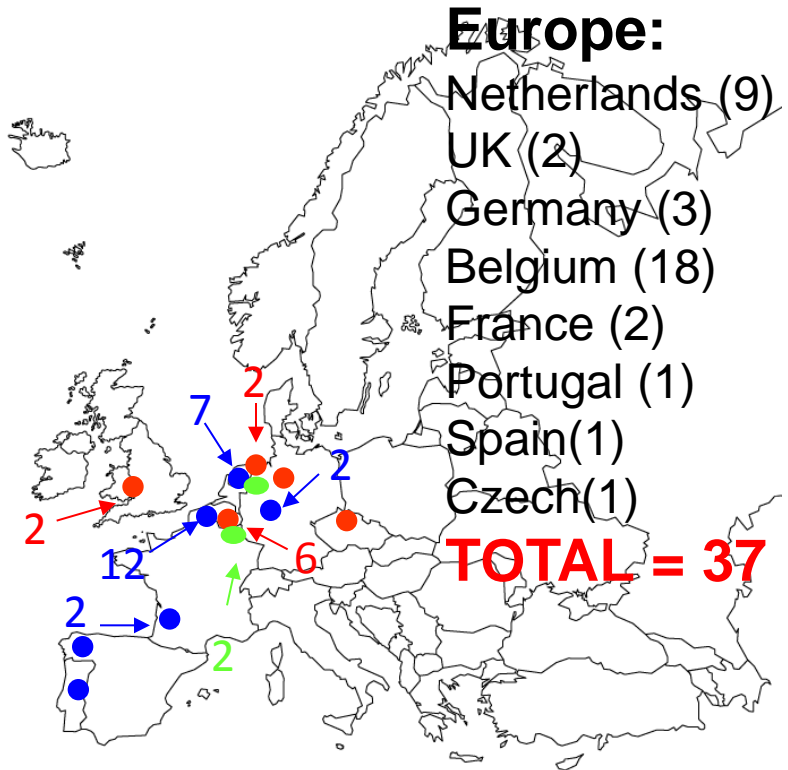 Europe:
Netherlands (9)
UK (2)
Germany (3)
Belgium (18)
France (2)
Portugal (1)
Spain(1)
Czech(1)
TOTAL = 37
2
7
2
2
12
6
2
2